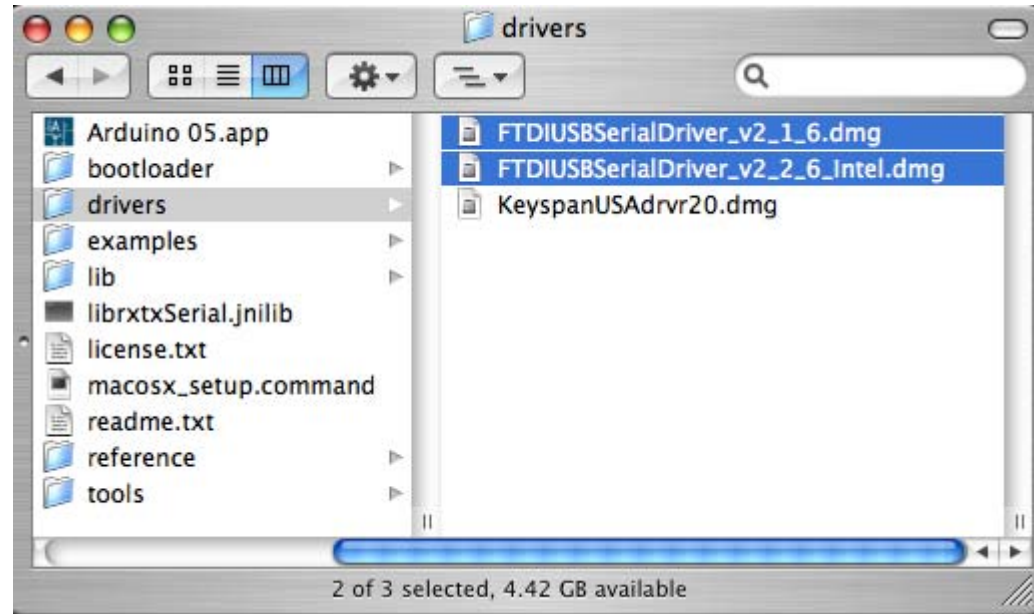 drivers
Arduino 05.app
bootloader
drivers
examples
lib
librxtxSerial.jnilib
license.txt
macosx_setup.command
readme.txt
reference
tools
FTDIUSBSerialDriver_v2_1_6.dmg
FTDIUSBSerialDriver_v2_2_6_Intel.dmg
KeyspanUSAdrvr20.dmg
2 of 3 selected, 4.42 GB available